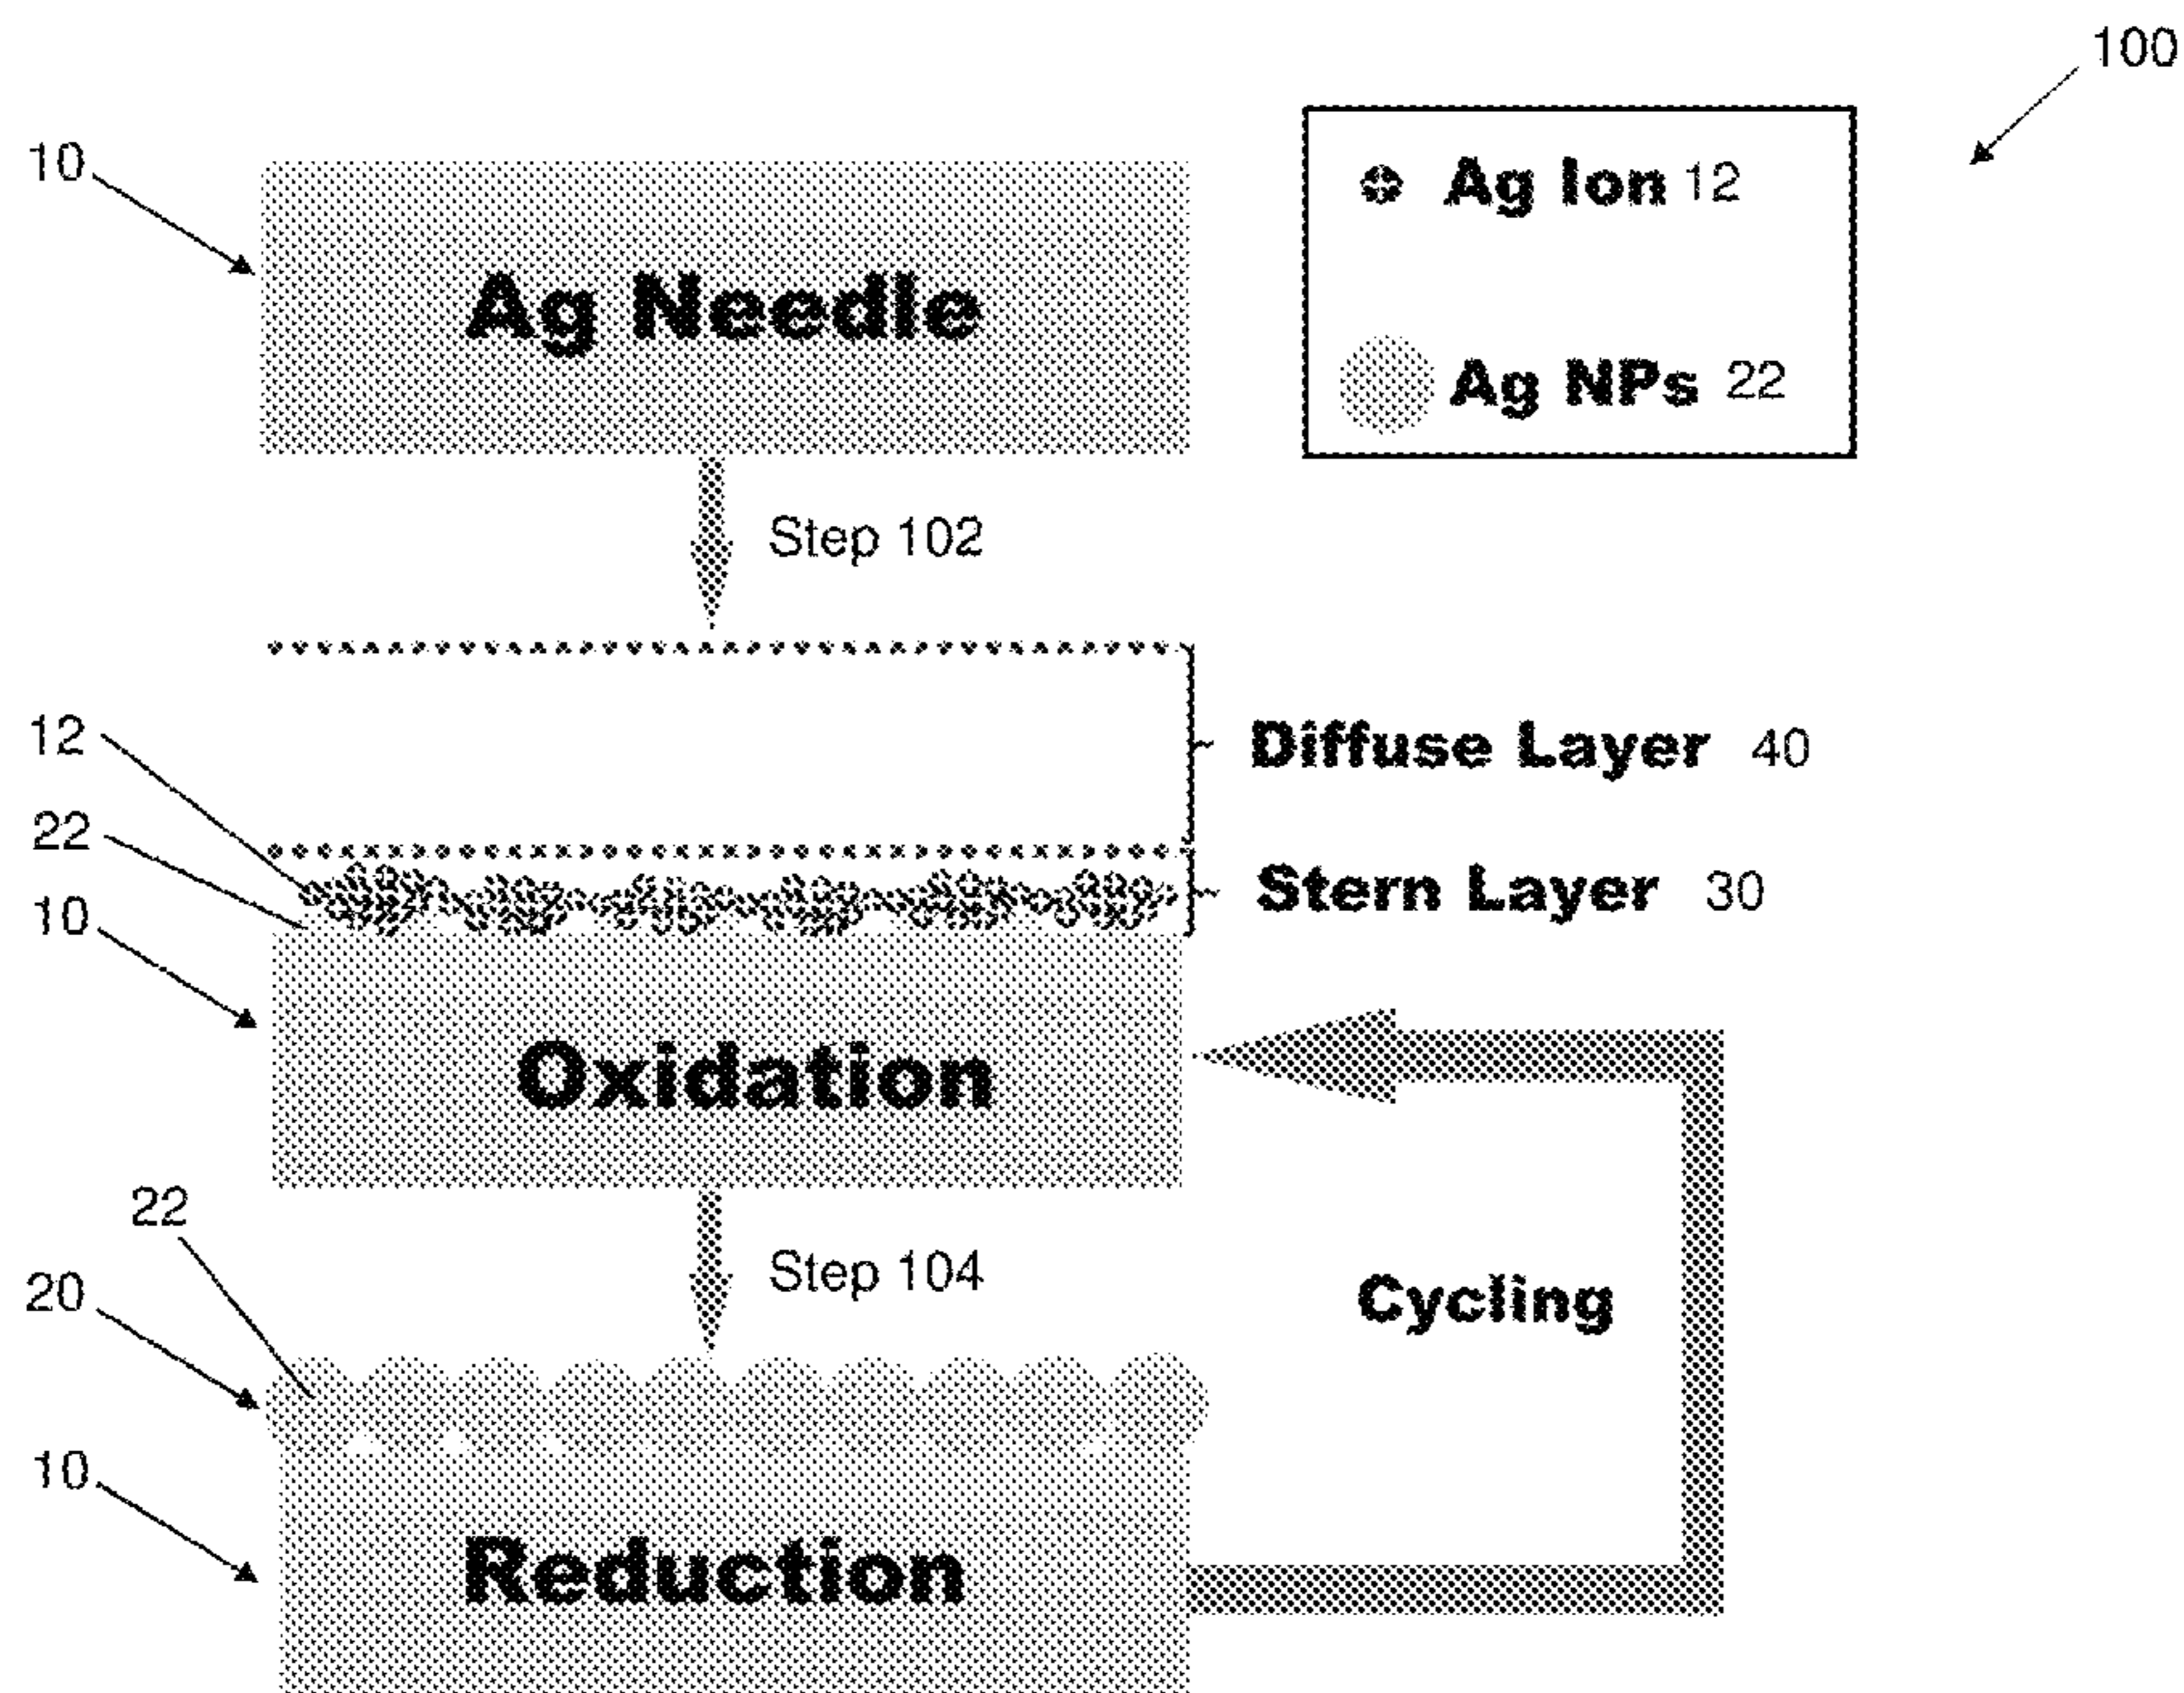 100
10
Ag Needle
Ag Ion 12
Ag NPs 22
Step 102
12
Diffuse Layer 40
22
Stern Layer 30
10
Oxidation
22
Step 104
20
Cycling
10
Reduction